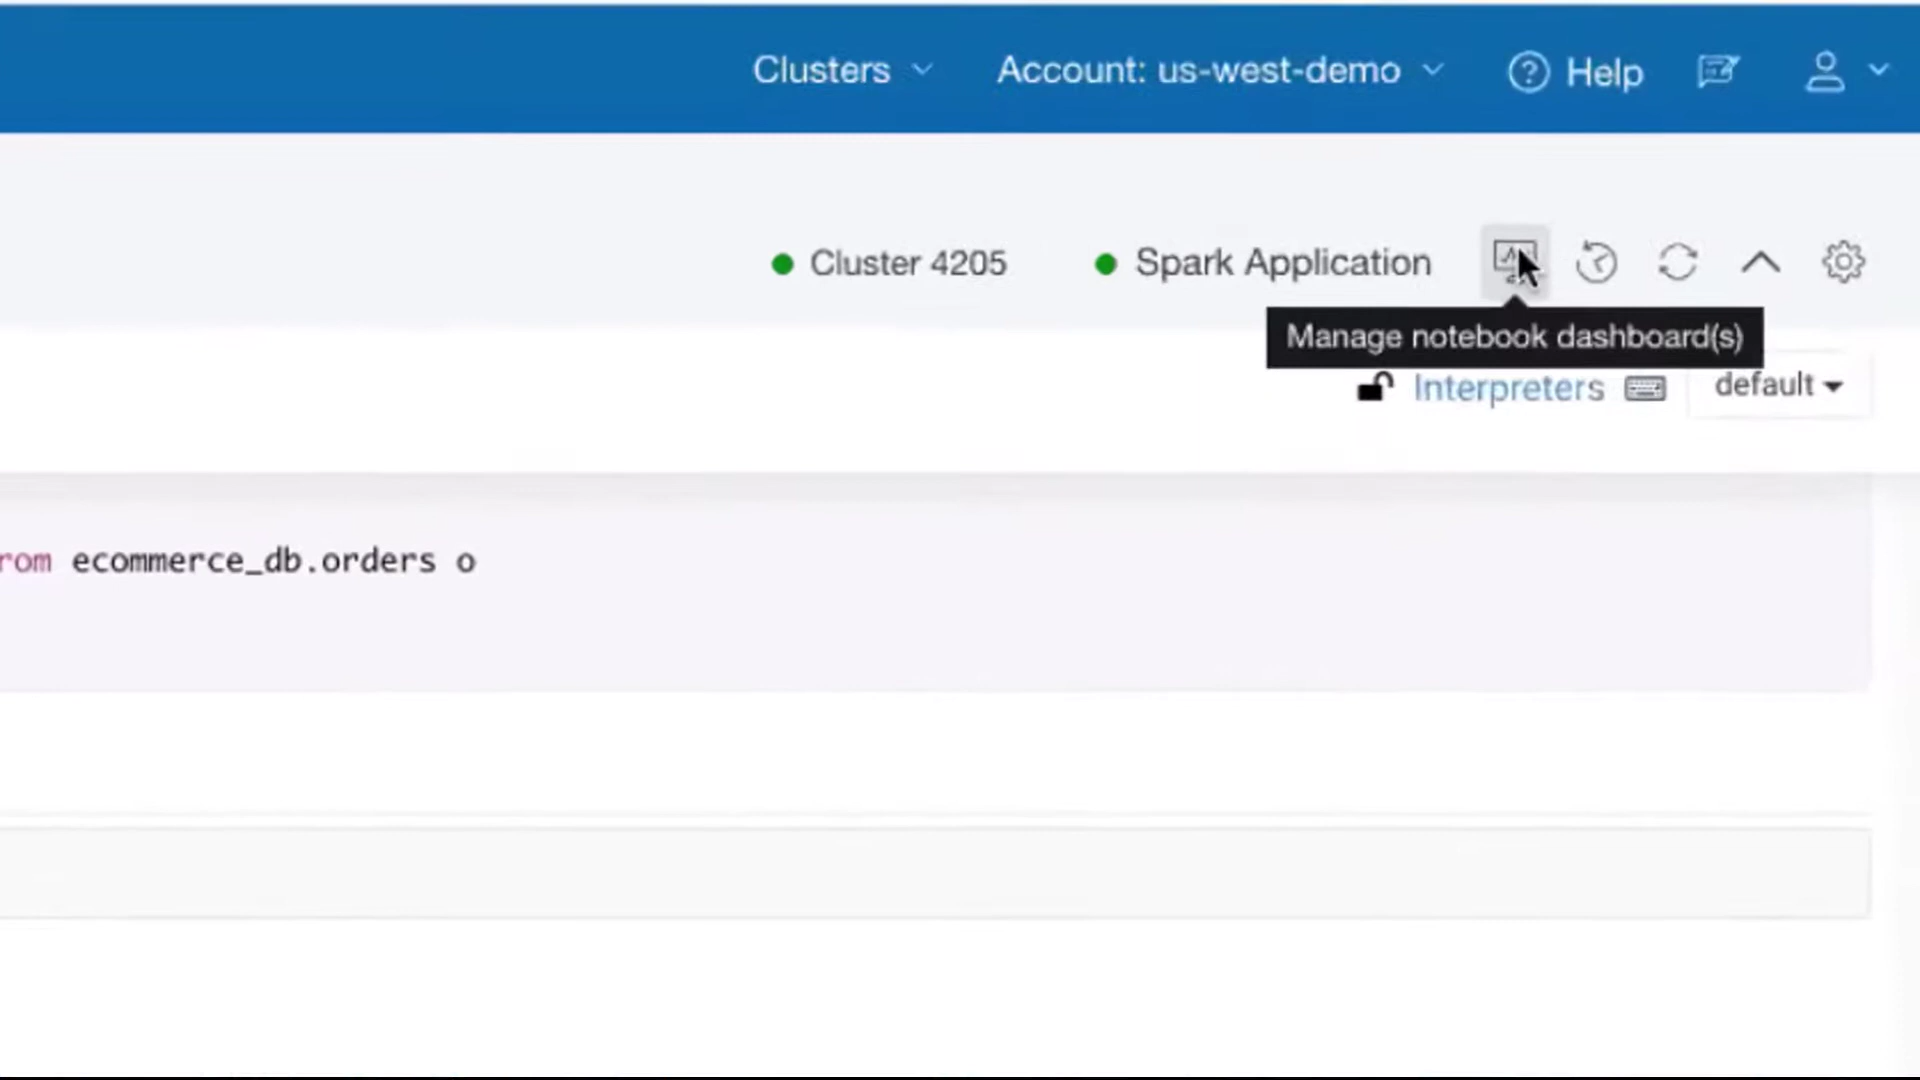 Clusters Account: us-west-demo Help
Cluster 4205 Spark Application
Manage notebook dashboard(s)
Interpreters default
rom ecommerce_db.orders o